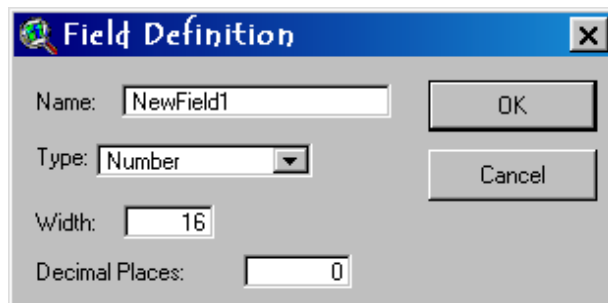 Field Definition
Name: NewField1
OK
Type: Number
Cancel
Width: 16
Decimal Places: 0